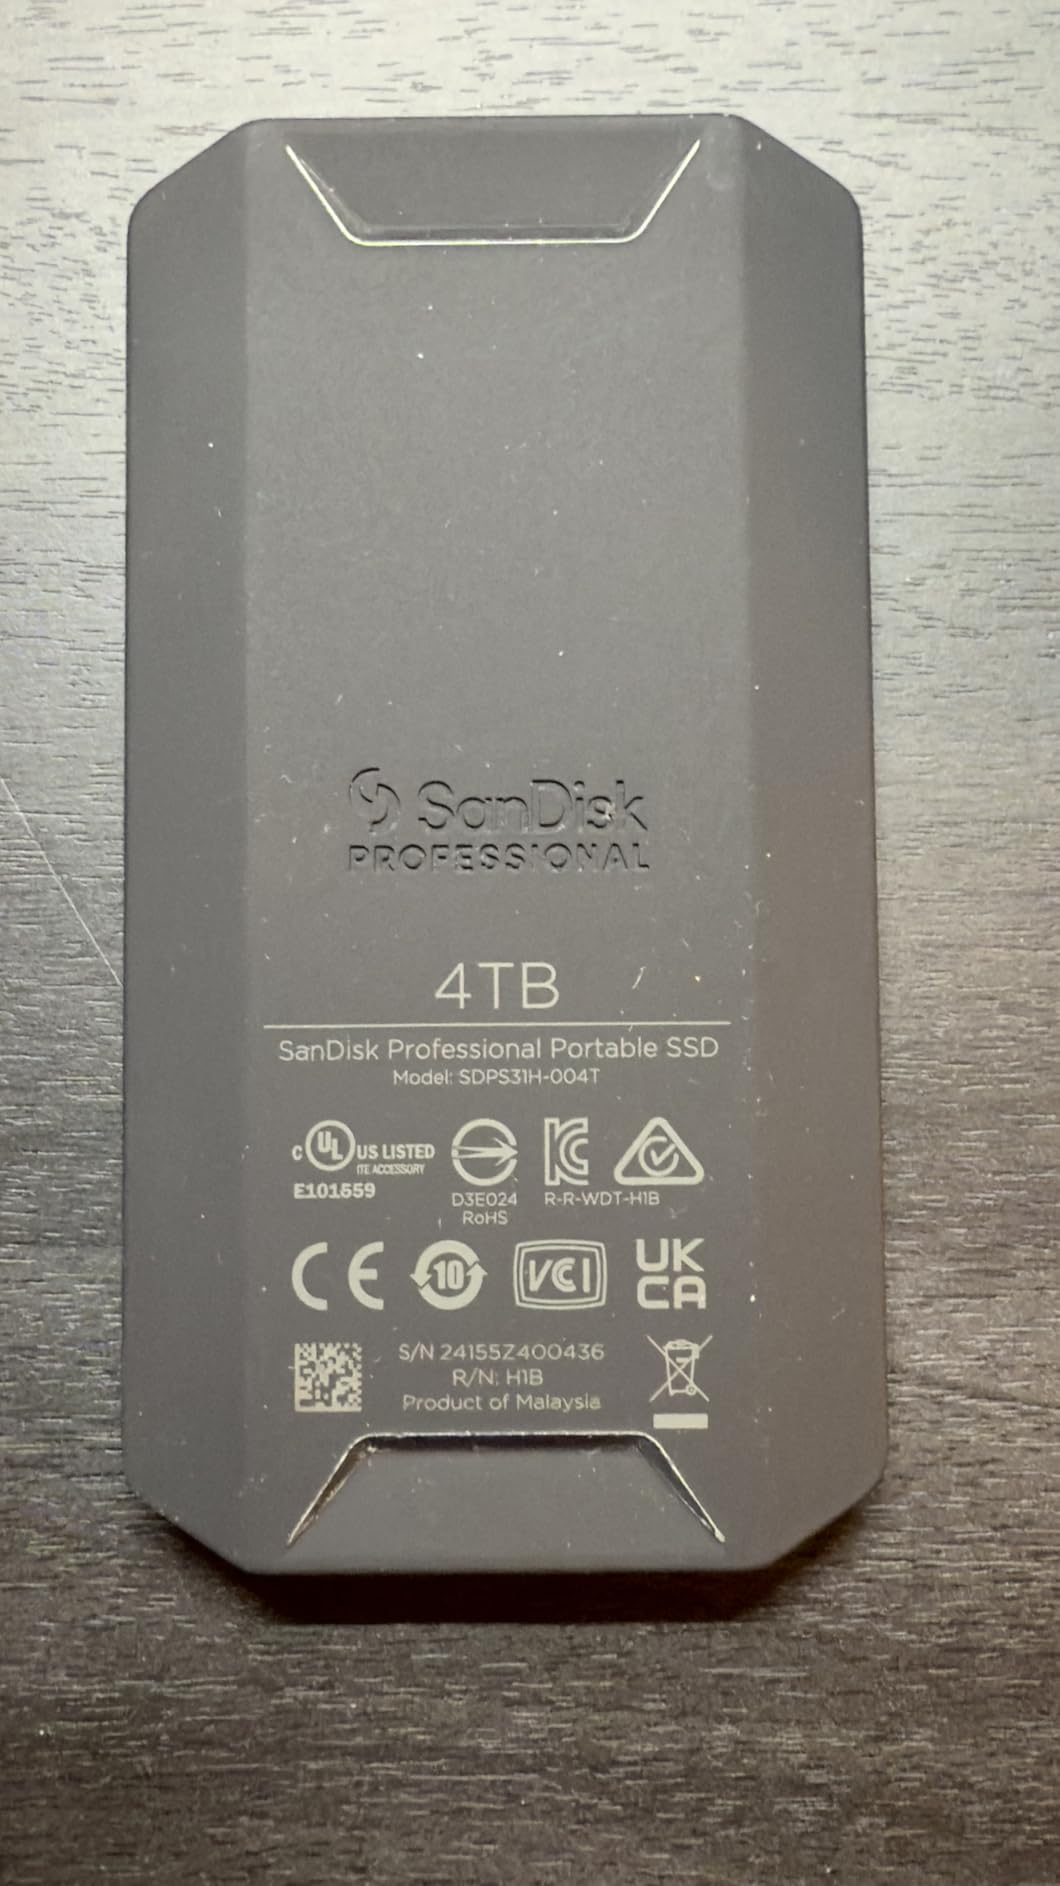 SanDisk
PROFESSIONAL
4TB
SanDisk Professional Portable SSD
Model: SDPS31H-004T
C UL US LISTED
ITE ACCESSORY
E101559
D3E024
RoHS
R-R-WDT-H1B
CE
10
VCI
UK
CA
S/N 24155Z400436
R/N: H1B
Product of Malaysia